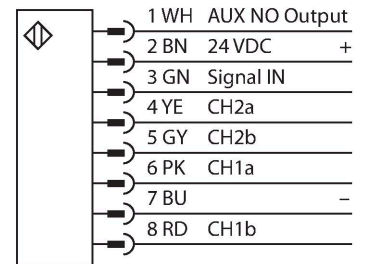 1 WH AUX NO Output
2 BN 24 VDC +
3 GN Signal IN
4 YE CH2a
5 GY CH2b
6 PK CH1a
7 BU –
8 RD CH1b